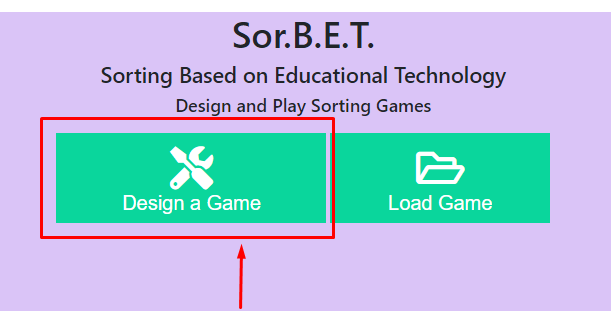 Sor.B.E.T.
Sorting Based on Educational Technology
Design and Play Sorting Games
Design a Game
Load Game